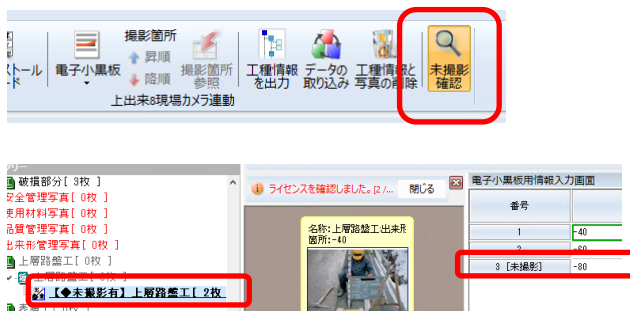 撮影箇所
昇順
降順
電子小黒板
撮影箇所
参照
工種情報
を出力
データの
取り込み
工種情報と
写真の削除
未撮影
確認
上出来8現場カメラ連動
破損部分[ 3枚 ]
安全管理写真[ 0枚 ]
使用材料写真[ 0枚 ]
品質管理写真[ 0枚 ]
出来形管理写真[ 0枚 ]
上層路盤工[ 0枚 ]
上層路盤工[ 0枚 ]
【◆未撮影有】上層路盤工[ 2枚
ライセンスを確認しました。[2/...
閉じる
名称:上層路盤工出来形
箇所:-40
電子小黒板用情報入力画面
番号
1
-40
2
-60
3 [未撮影]
-80